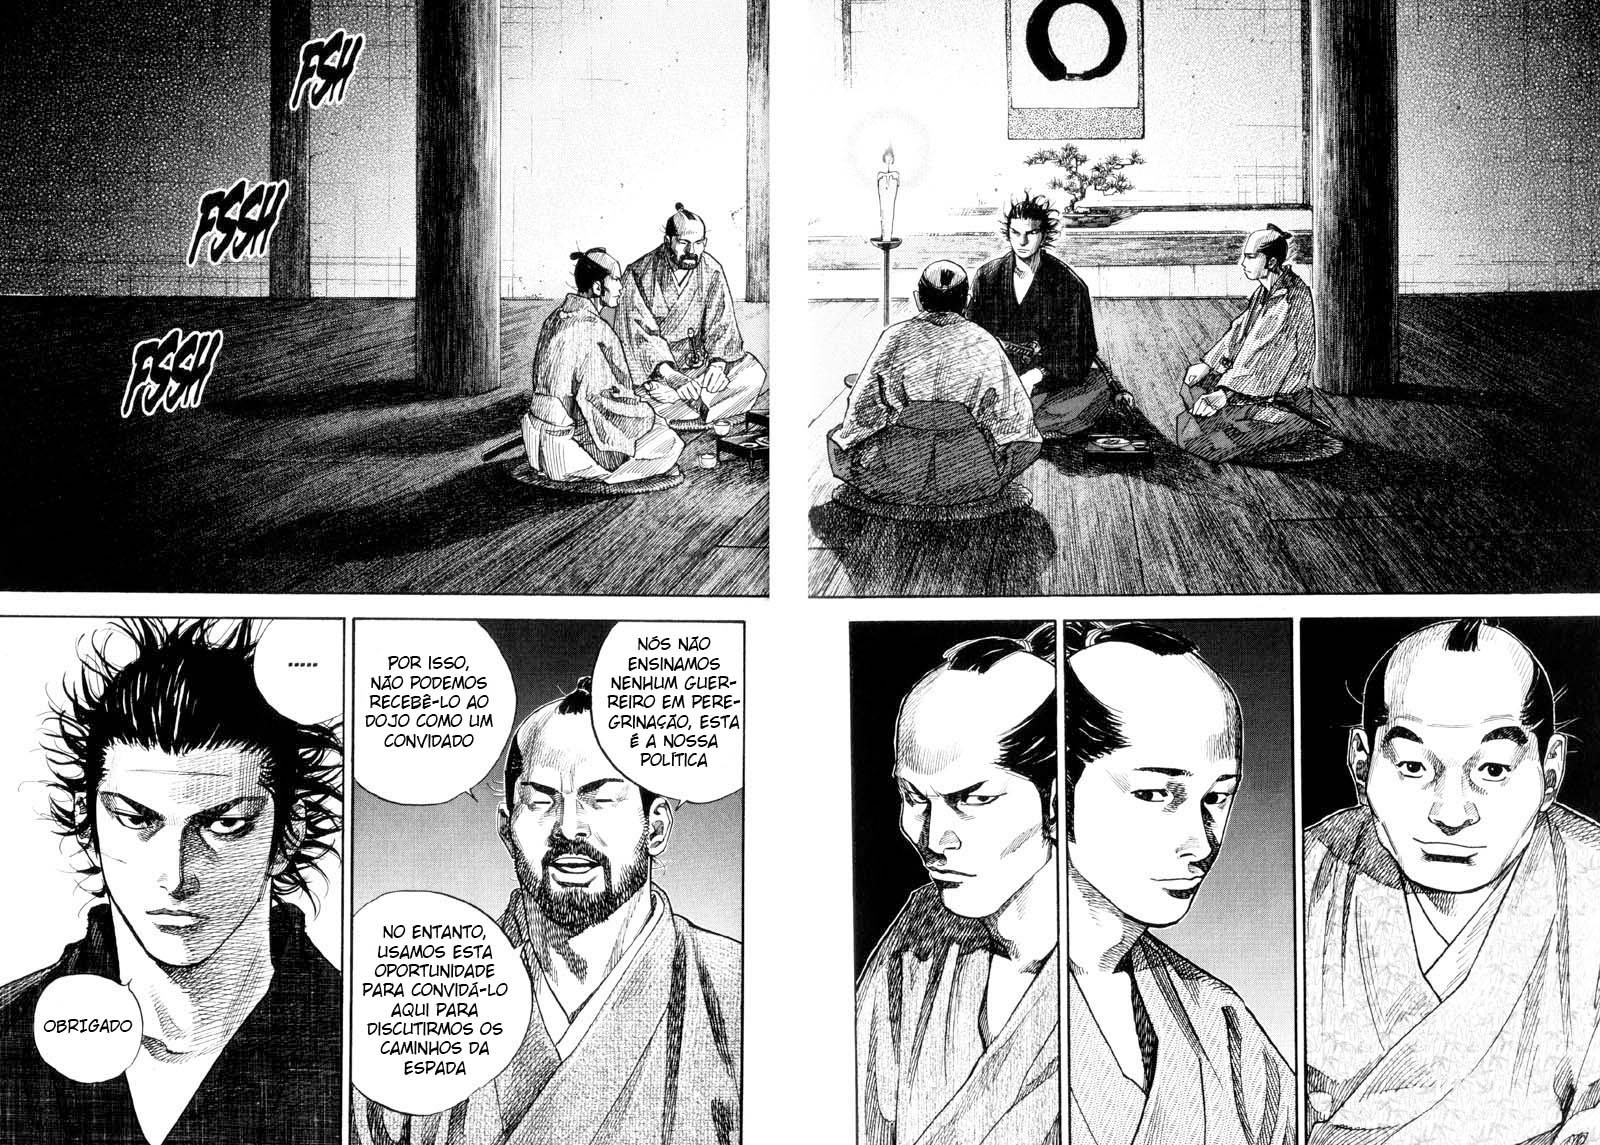 FSH
FSSH
FSSH
NÓS NÃO
ENSINAMOS
NENHUM GUER-
REIRO EM PERE-
GRINAÇÃO, ESTA
É A NOSSA
POLÍTICA
POR ISSO,
NÃO PODEMOS
RECEBÊ-LO AO
DOJO COMO UM
CONVIDADO
NO ENTANTO,
USAMOS ESTA
OPORTUNIDADE
PARA CONVIDÁ-LO
AQUI PARA
DISCUTIRMOS OS
CAMINHOS DA
ESPADA
.....
OBRIGADO